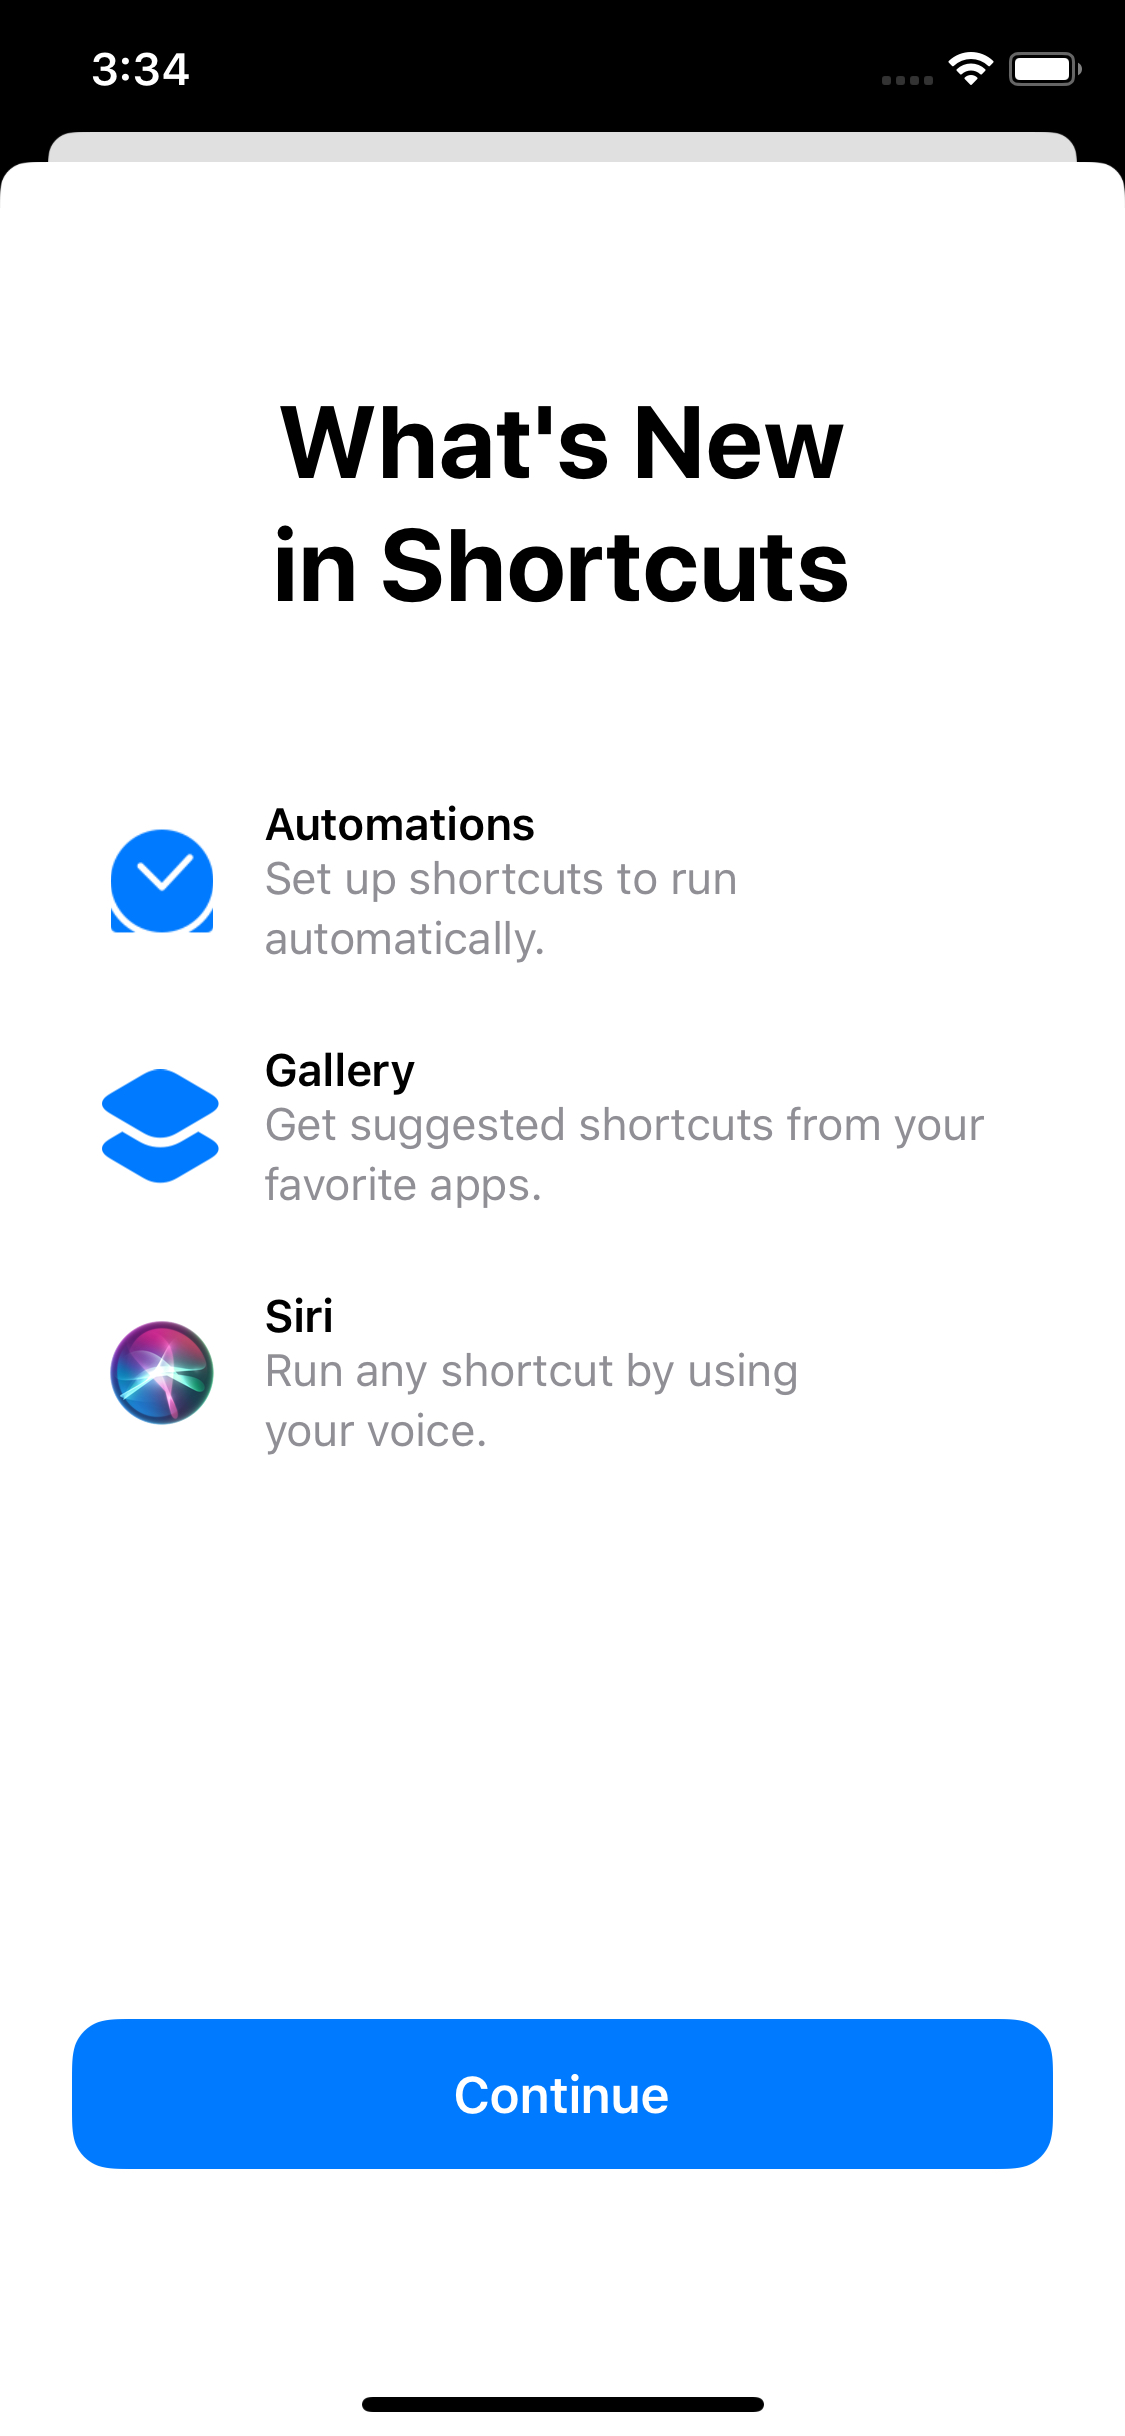 3:34
What's New
in Shortcuts
Automations
Set up shortcuts to run
automatically.
Gallery
Get suggested shortcuts from your
favorite apps.
Siri
Run any shortcut by using
your voice.
Continue